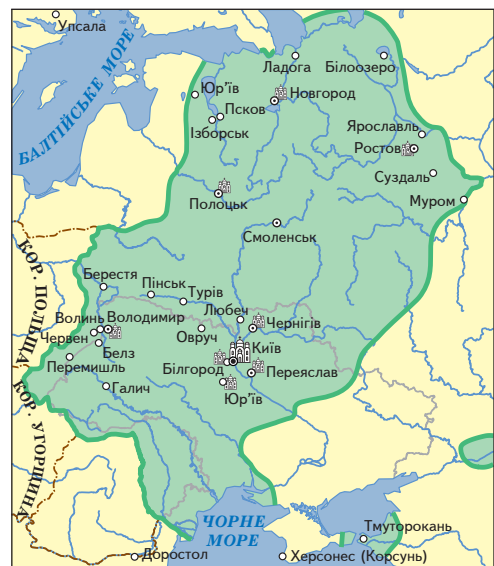 Упсала
БАЛТІЙСЬКЕ МОРЕ
Ладога
Білоозеро
Юр'їв
Новгород
Псков
Ізборськ
Ярославль
Ростов
Суздаль
Полоцьк
Муром
Смоленськ
КОР. ПОЛЬЩА
Берестя
Пінськ
Турів
Любеч
Волинь
Володимир
Чернігів
Червен
Овруч
Київ
Белз
Перемишль
Білгород
Переяслав
Галич
Юр'їв
КОР. УГОРЩИНА
ЧОРНЕ
МОРЕ
Тмуторокань
Доростол
Херсонес (Корсунь)